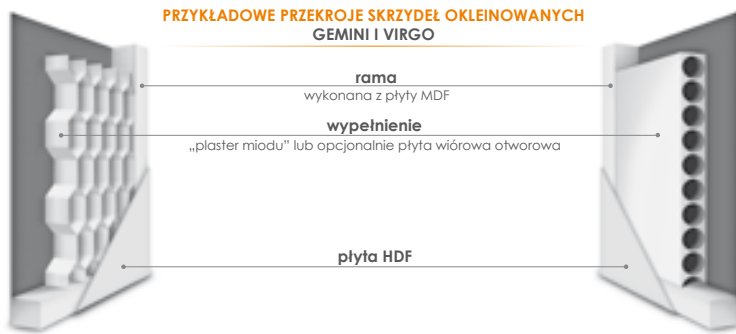 PRZYKŁADOWE PRZEKROJE SKRZYDEŁ OKLEINOWANYCH
GEMINI I VIRGO
rama
wykonana z płyty MDF
wypełnienie
„plaster miodu” lub opcjonalnie płyta wiórowa otworowa
płyta HDF